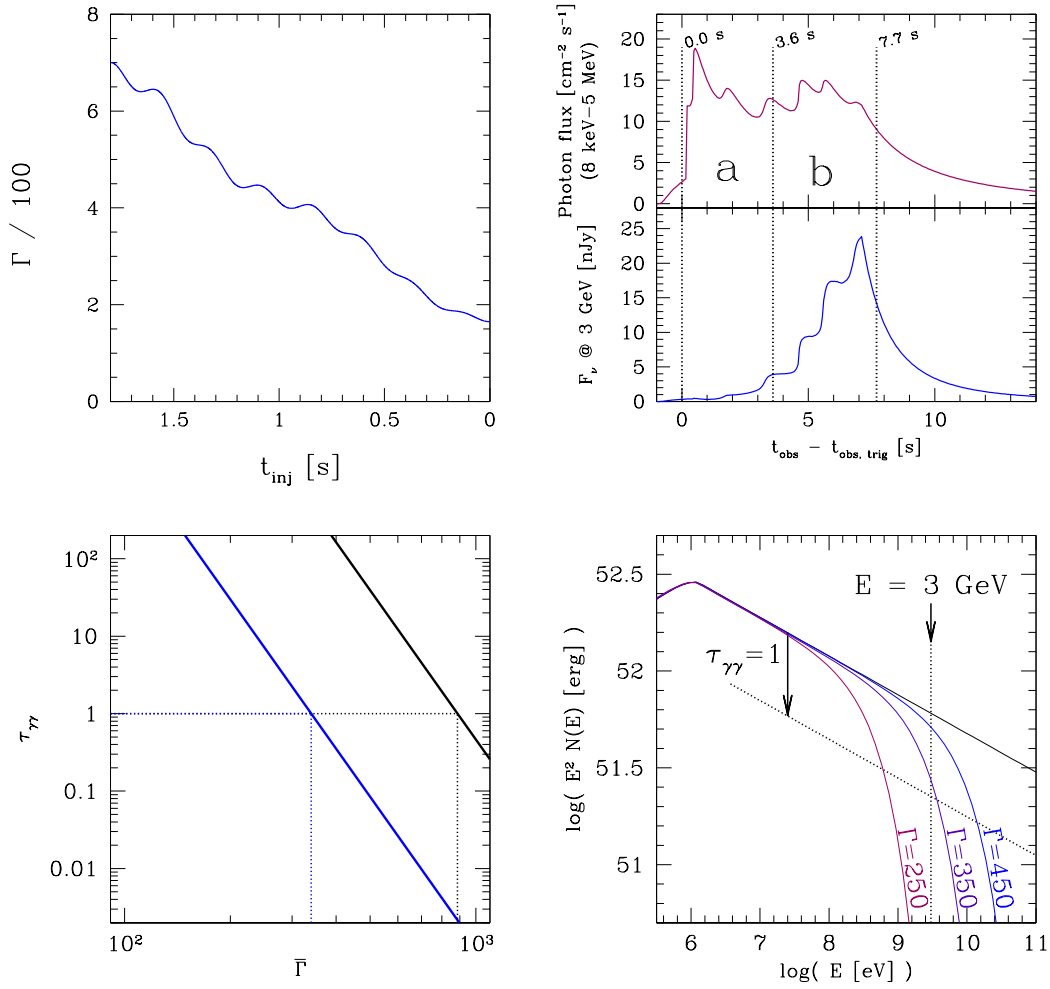 8
6
4
2
0
Γ / 100
1.5
1
0.5
0
t_inj [s]
20
15
10
5
0
Photon flux [cm⁻² s⁻¹]
(8 keV−5 MeV)
0.0 s
3.6 s
7.7 s
a
b
25
20
15
10
5
0
F_ν @ 3 GeV [nJy]
0
5
10
t_obs − t_obs, trig [s]
10²
10
1
0.1
0.01
τ_γγ
10²
10³
Γ̄
52.5
52
51.5
51
log( E² N(E) [erg] )
E = 3 GeV
τ_γγ=1
Γ=250
Γ=350
Γ=450
6
7
8
9
10
11
log( E [eV] )